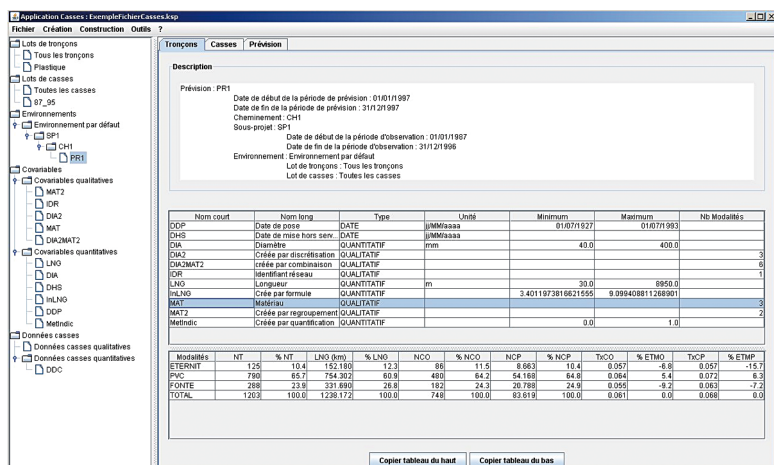 Application Casses : ExempleFichierCasses.ksp
Fichier Création Construction Outils ?
Lots de tronçons
Tous les tronçons
Plastique
Lots de casses
Toutes les casses
87_95
Environnements
Environnement par défaut
SP1
CH1
PR1
Covariables
Covariables qualitatives
MAT2
IDR
DIA2
MAT
DIA2MAT2
Covariables quantitatives
LNG
DIA
DHS
lnLNG
DDP
MetIndic
Données casses
Données casses qualitatives
Données casses quantitatives
DDC
Tronçons Casses Prévision
Description
Prévision : PR1
Date de début de la période de prévision : 01/01/1997
Date de fin de la période de prévision : 31/12/1997
Cheminement : CH1
Sous-projet : SP1
Date de début de la période d'observation : 01/01/1987
Date de fin de la période d'observation : 31/12/1996
Environnement : Environnement par défaut
Lot de tronçons : Tous les tronçons
Lot de casses : Toutes les casses
Nom court Nom long Type Unité Minimum Maximum Nb Modalités
DDP Date de pose DATE jj/MM/aaaa 01/07/1927 01/07/1993
DHS Date de mise hors serv... DATE jj/MM/aaaa
DIA Diamètre QUANTITATIF mm 40.0 400.0
DIA2 Créée par discrétisation QUALITATIF 3
DIA2MAT2 créée par combinaison QUALITATIF 6
IDR Identifiant réseau QUALITATIF 1
LNG Longueur QUANTITATIF m 30.0 8950.0
lnLNG Crée par formule QUANTITATIF 3.4011973816621555 9.099408811268901
MAT Matériau QUALITATIF 3
MAT2 Créée par regroupement QUALITATIF 2
MetIndic Créée par quantification QUANTITATIF 0.0 1.0
Modalités NT % NT LNG (km) % LNG NCO % NCO NCP % NCP TxCO % ETMO TxCP % ETMP
ETERNIT 125 10.4 152.180 12.3 86 11.5 8.663 10.4 0.057 -6.8 0.057 -15.7
PVC 790 65.7 754.302 60.9 480 64.2 54.168 64.8 0.064 5.4 0.072 6.3
FONTE 288 23.9 331.690 26.8 182 24.3 20.788 24.9 0.055 -9.2 0.063 -7.2
TOTAL 1203 100.0 1238.172 100.0 748 100.0 83.619 100.0 0.061 0.0 0.068 0.0
Copier tableau du haut Copier tableau du bas